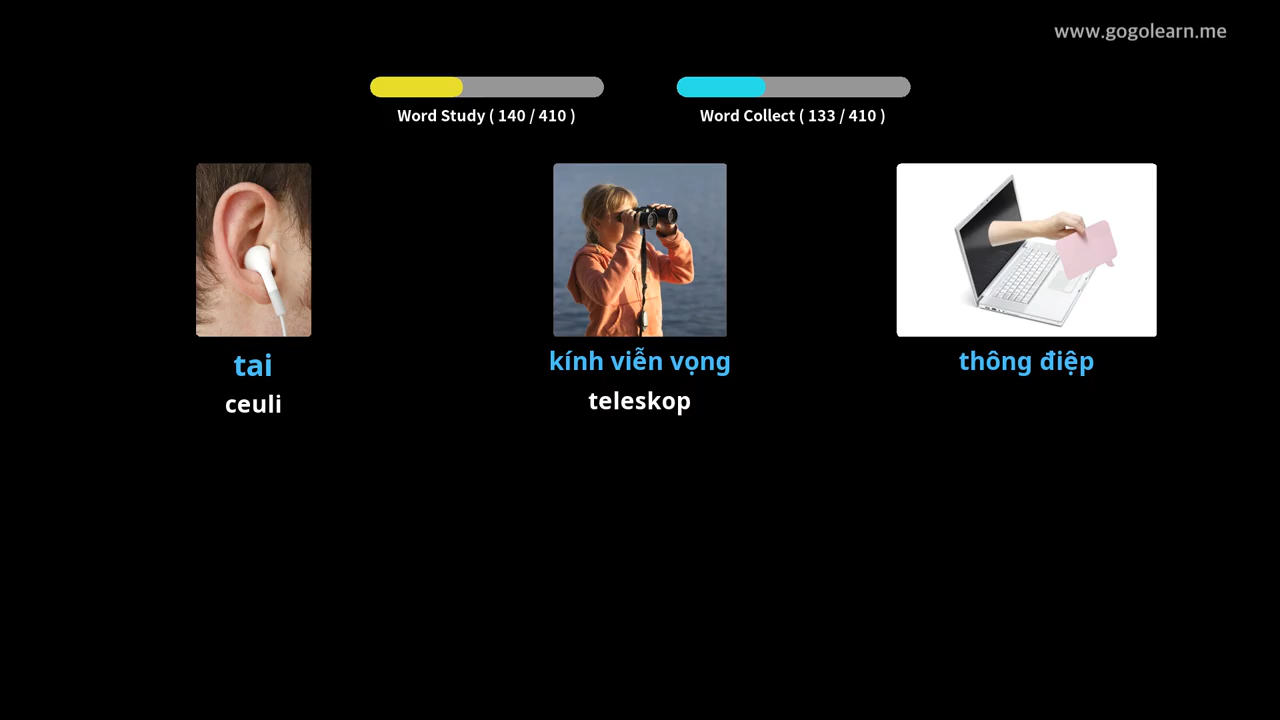 www.gogolearn.me
Word Study ( 140 / 410 )
Word Collect ( 133 / 410 )
tai
ceuli
kính viễn vọng
teleskop
thông điệp